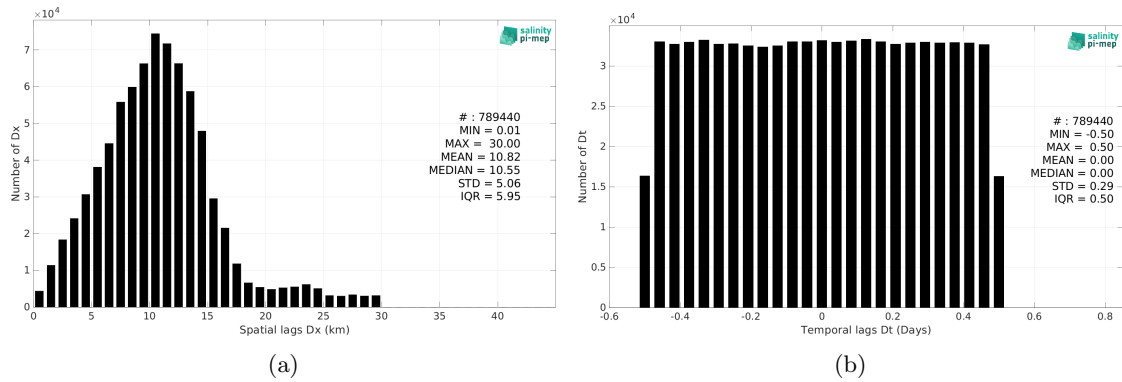 ×10⁴
8
7
6
5
4
3
2
1
0
Number of Dx
salinity
pi-mep
# : 789440
MIN = 0.01
MAX = 30.00
MEAN = 10.82
MEDIAN = 10.55
STD = 5.06
IQR = 5.95
0 5 10 15 20 25 30 35 40
Spatial lags Dx (km)
(a)
×10⁴
3
2.5
2
1.5
1
0.5
0
Number of Dt
salinity
pi-mep
# : 789440
MIN = -0.50
MAX = 0.50
MEAN = 0.00
MEDIAN = 0.00
STD = 0.29
IQR = 0.50
-0.6 -0.4 -0.2 0 0.2 0.4 0.6 0.8
Temporal lags Dt (Days)
(b)